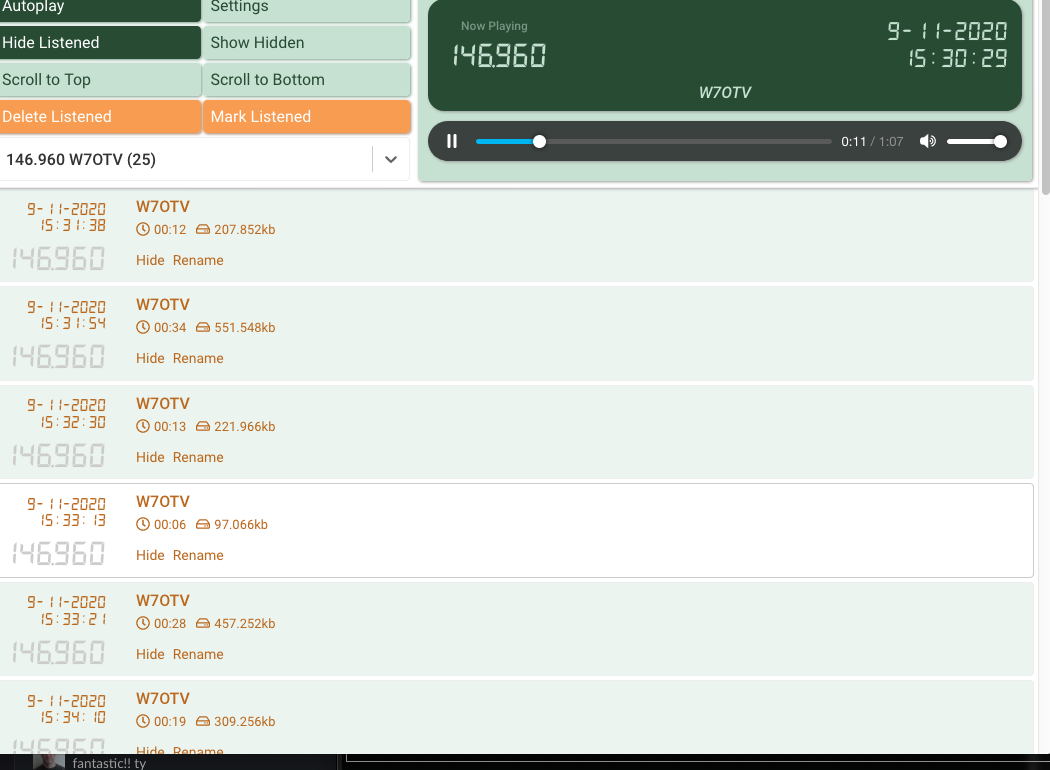 Autoplay Settings
Hide Listened Show Hidden
Scroll to Top Scroll to Bottom
Delete Listened Mark Listened
146.960 W7OTV (25)
Now Playing
146.960
9-11-2020
15:30:29
W7OTV
0:11 / 1:07
9-11-2020
15:31:38
146.960
W7OTV
00:12 207.852kb
Hide Rename
9-11-2020
15:31:54
146.960
W7OTV
00:34 551.548kb
Hide Rename
9-11-2020
15:32:30
146.960
W7OTV
00:13 221.966kb
Hide Rename
9-11-2020
15:33:13
146.960
W7OTV
00:06 97.066kb
Hide Rename
9-11-2020
15:33:21
146.960
W7OTV
00:28 457.252kb
Hide Rename
9-11-2020
15:34:10
146.960
W7OTV
00:19 309.256kb
Hide Rename
fantastic!! ty